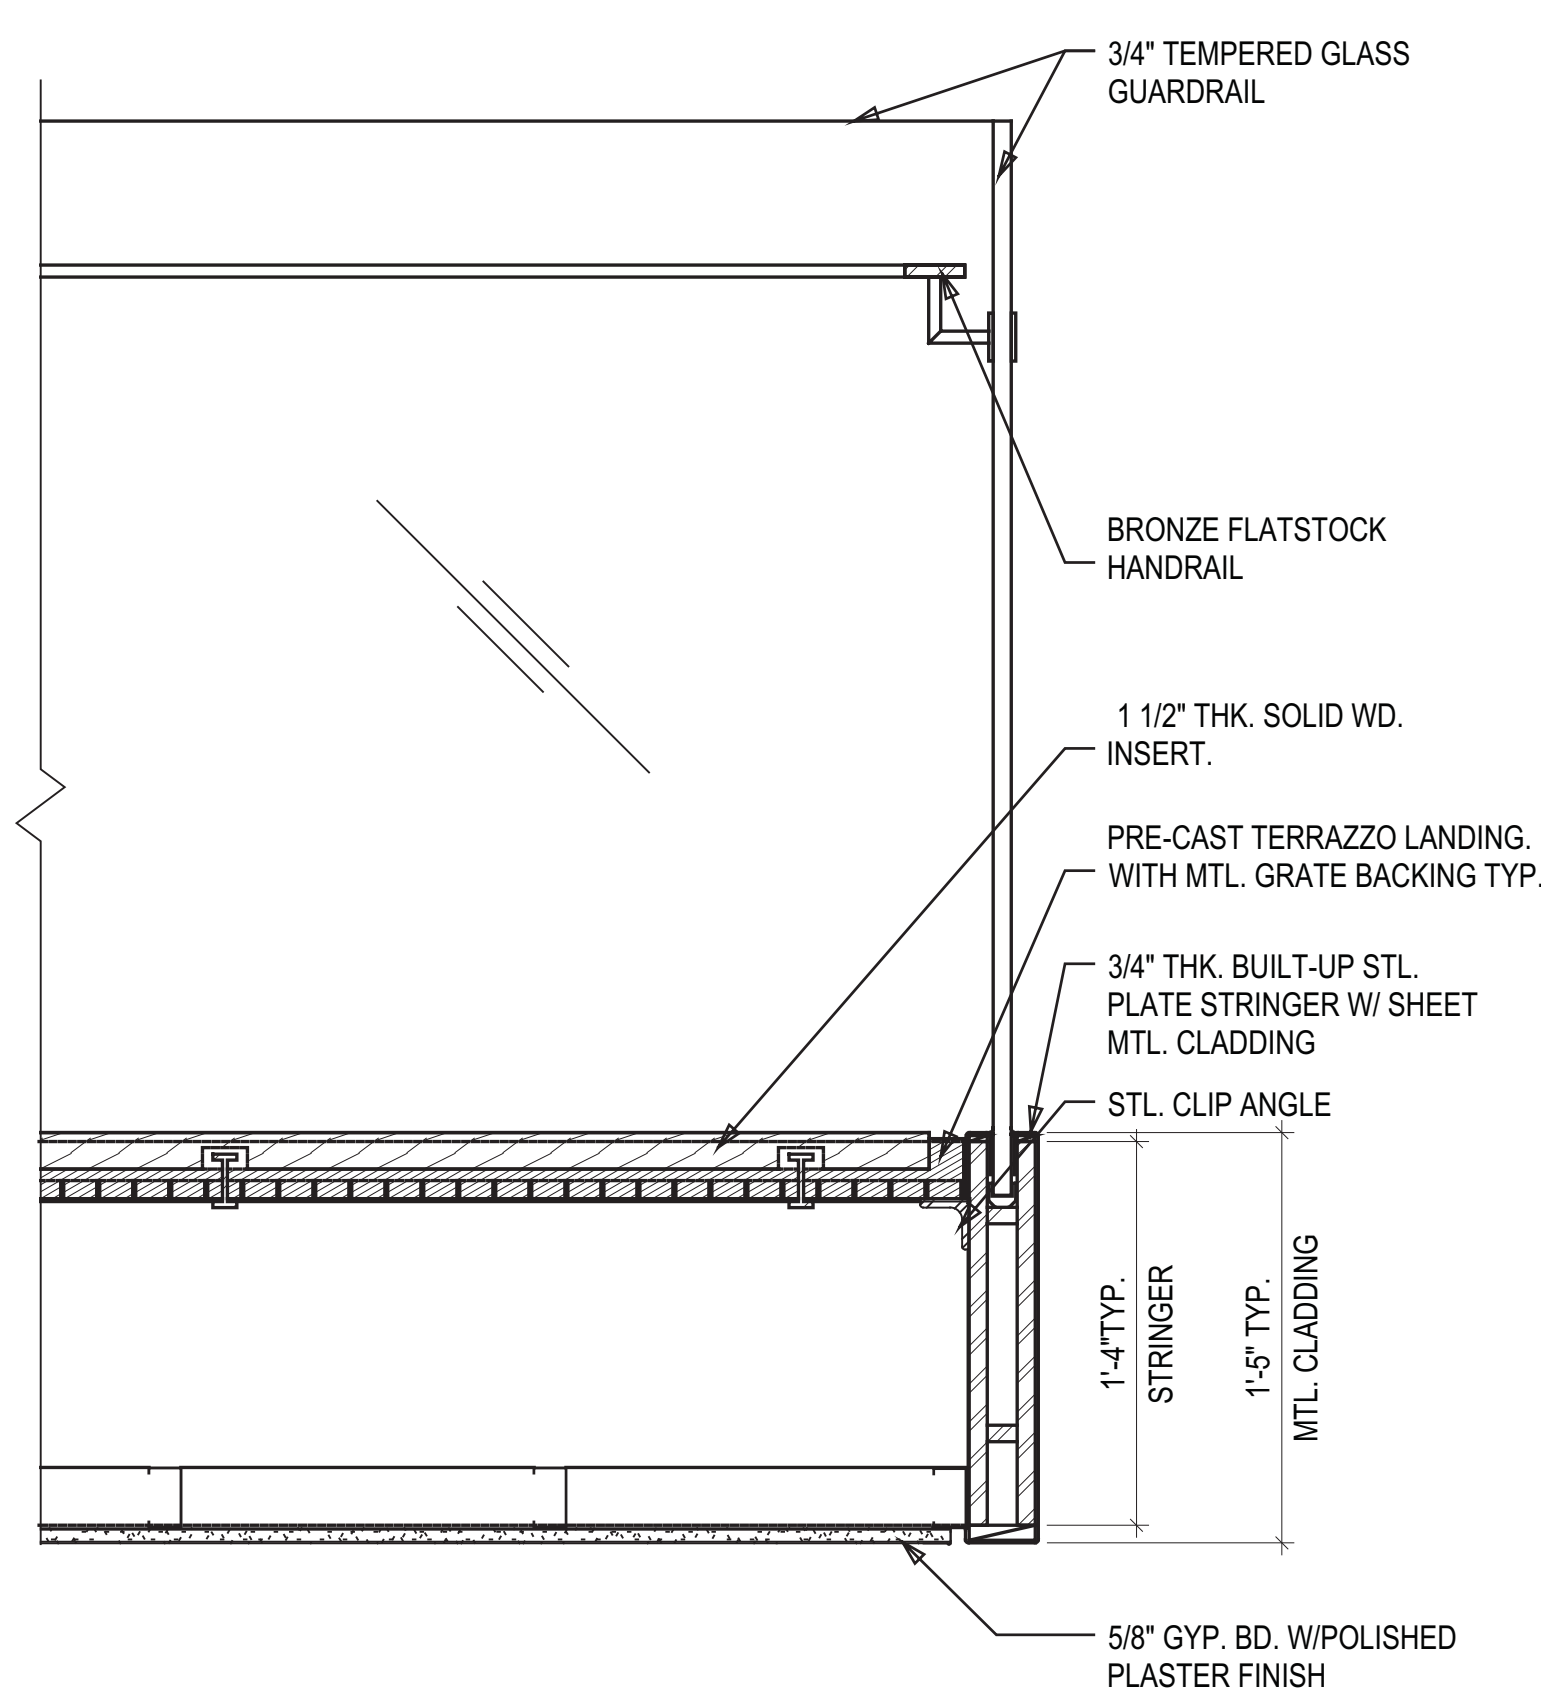 3/4" TEMPERED GLASS
GUARDRAIL
BRONZE FLATSTOCK
HANDRAIL
1 1/2" THK. SOLID WD.
INSERT.
PRE-CAST TERRAZZO LANDING.
WITH MTL. GRATE BACKING TYP.
3/4" THK. BUILT-UP STL.
PLATE STRINGER W/ SHEET
MTL. CLADDING
STL. CLIP ANGLE
1'-4"TYP.
STRINGER
1'-5" TYP.
MTL. CLADDING
5/8" GYP. BD. W/POLISHED
PLASTER FINISH